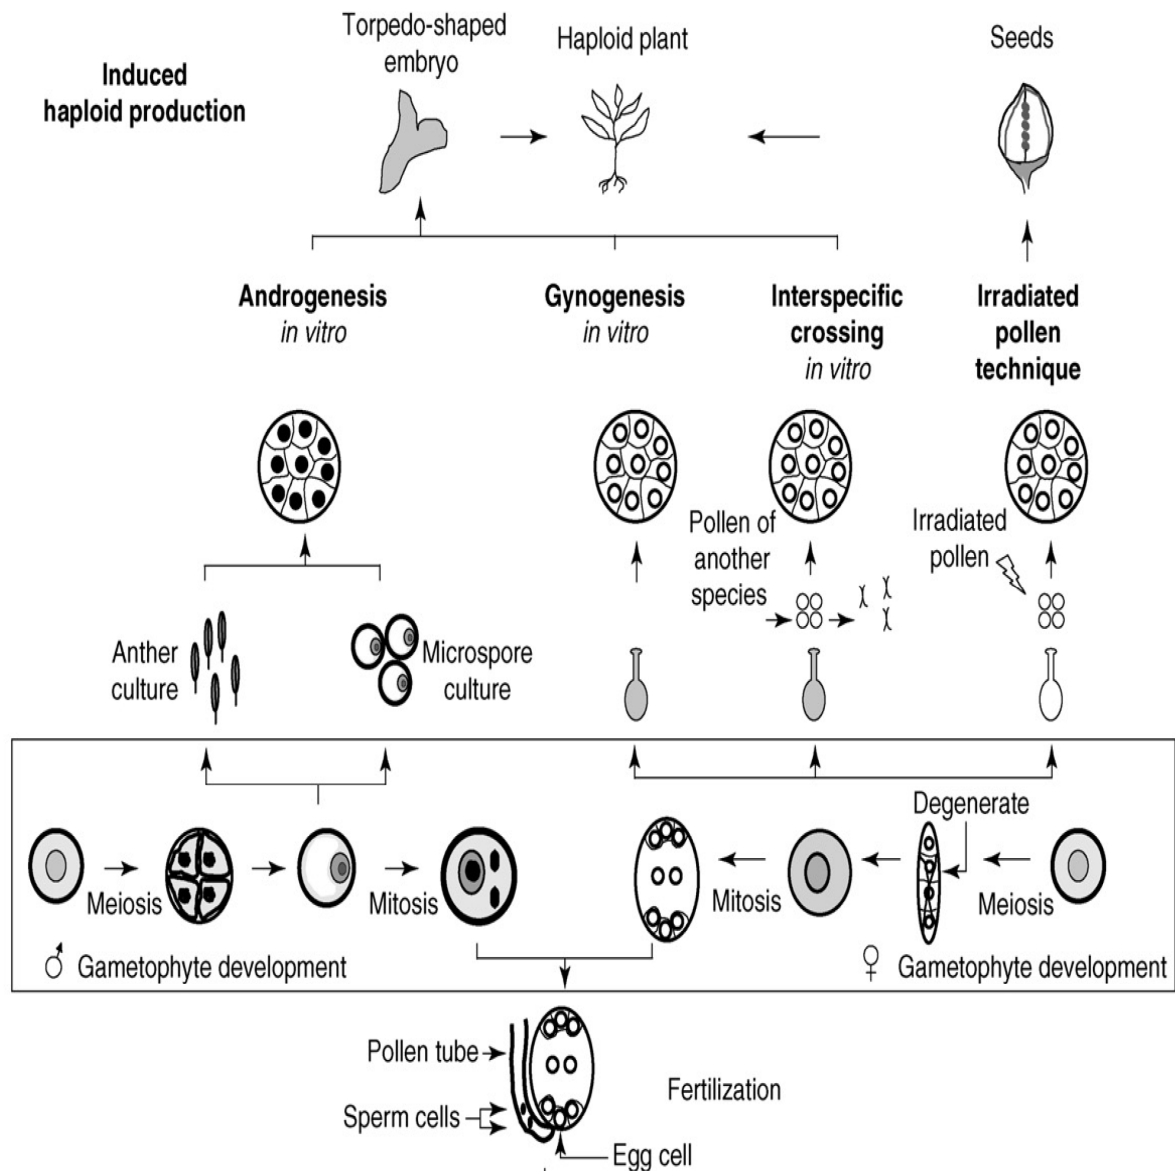 Torpedo-shaped
embryo
Haploid plant
Seeds
Induced
haploid production
Androgenesis
in vitro
Gynogenesis
in vitro
Interspecific
crossing
in vitro
Irradiated
pollen
technique
Pollen of
another
species
Irradiated
pollen
Anther
culture
Microspore
culture
Degenerate
Meiosis
Mitosis
Mitosis
Meiosis
♂ Gametophyte development
♀ Gametophyte development
Pollen tube
Sperm cells
Fertilization
Egg cell